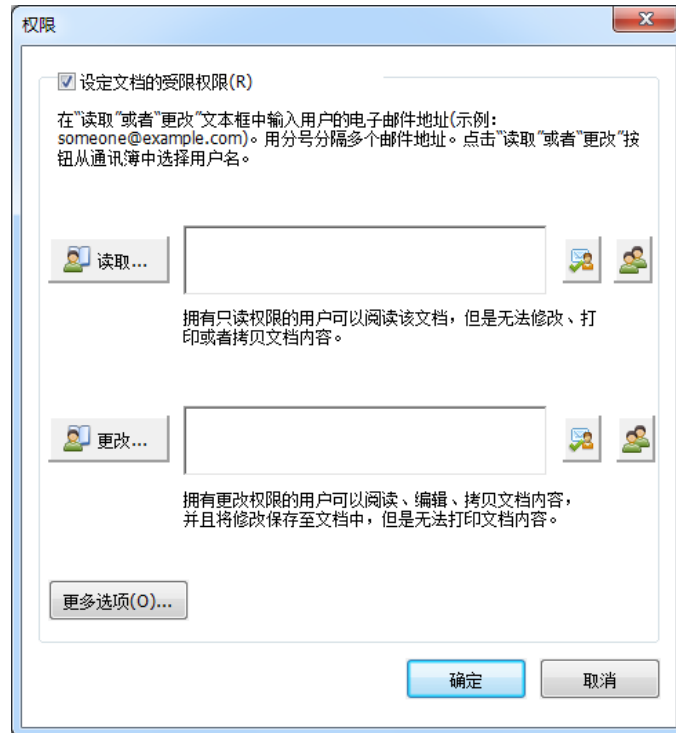 权限
设定文档的受限权限(R)
在"读取"或者"更改"文本框中输入用户的电子邮件地址(示例:
someone@example.com)。用分号分隔多个邮件地址。点击"读取"或者"更改"按
钮从通讯簿中选择用户名。
读取...
拥有只读权限的用户可以阅读该文档，但是无法修改、打
印或者拷贝文档内容。
更改...
拥有更改权限的用户可以阅读、编辑、拷贝文档内容，
并且将修改保存至文档中，但是无法打印文档内容。
更多选项(O)...
确定
取消